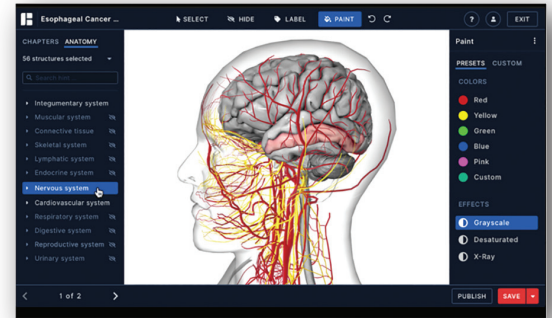 Esophageal Cancer ...
SELECT
HIDE
LABEL
PAINT
?
EXIT
CHAPTERS ANATOMY
56 structures selected
Integumentary system
Muscular system
Connective tissue
Skeletal system
Lymphatic system
Endocrine system
Nervous system
Cardiovascular system
Respiratory system
Digestive system
Reproductive system
Urinary system
1 of 2
Paint
PRESETS CUSTOM
COLORS
Red
Yellow
Green
Blue
Pink
Custom
EFFECTS
Grayscale
Desaturated
X-Ray
PUBLISH
SAVE